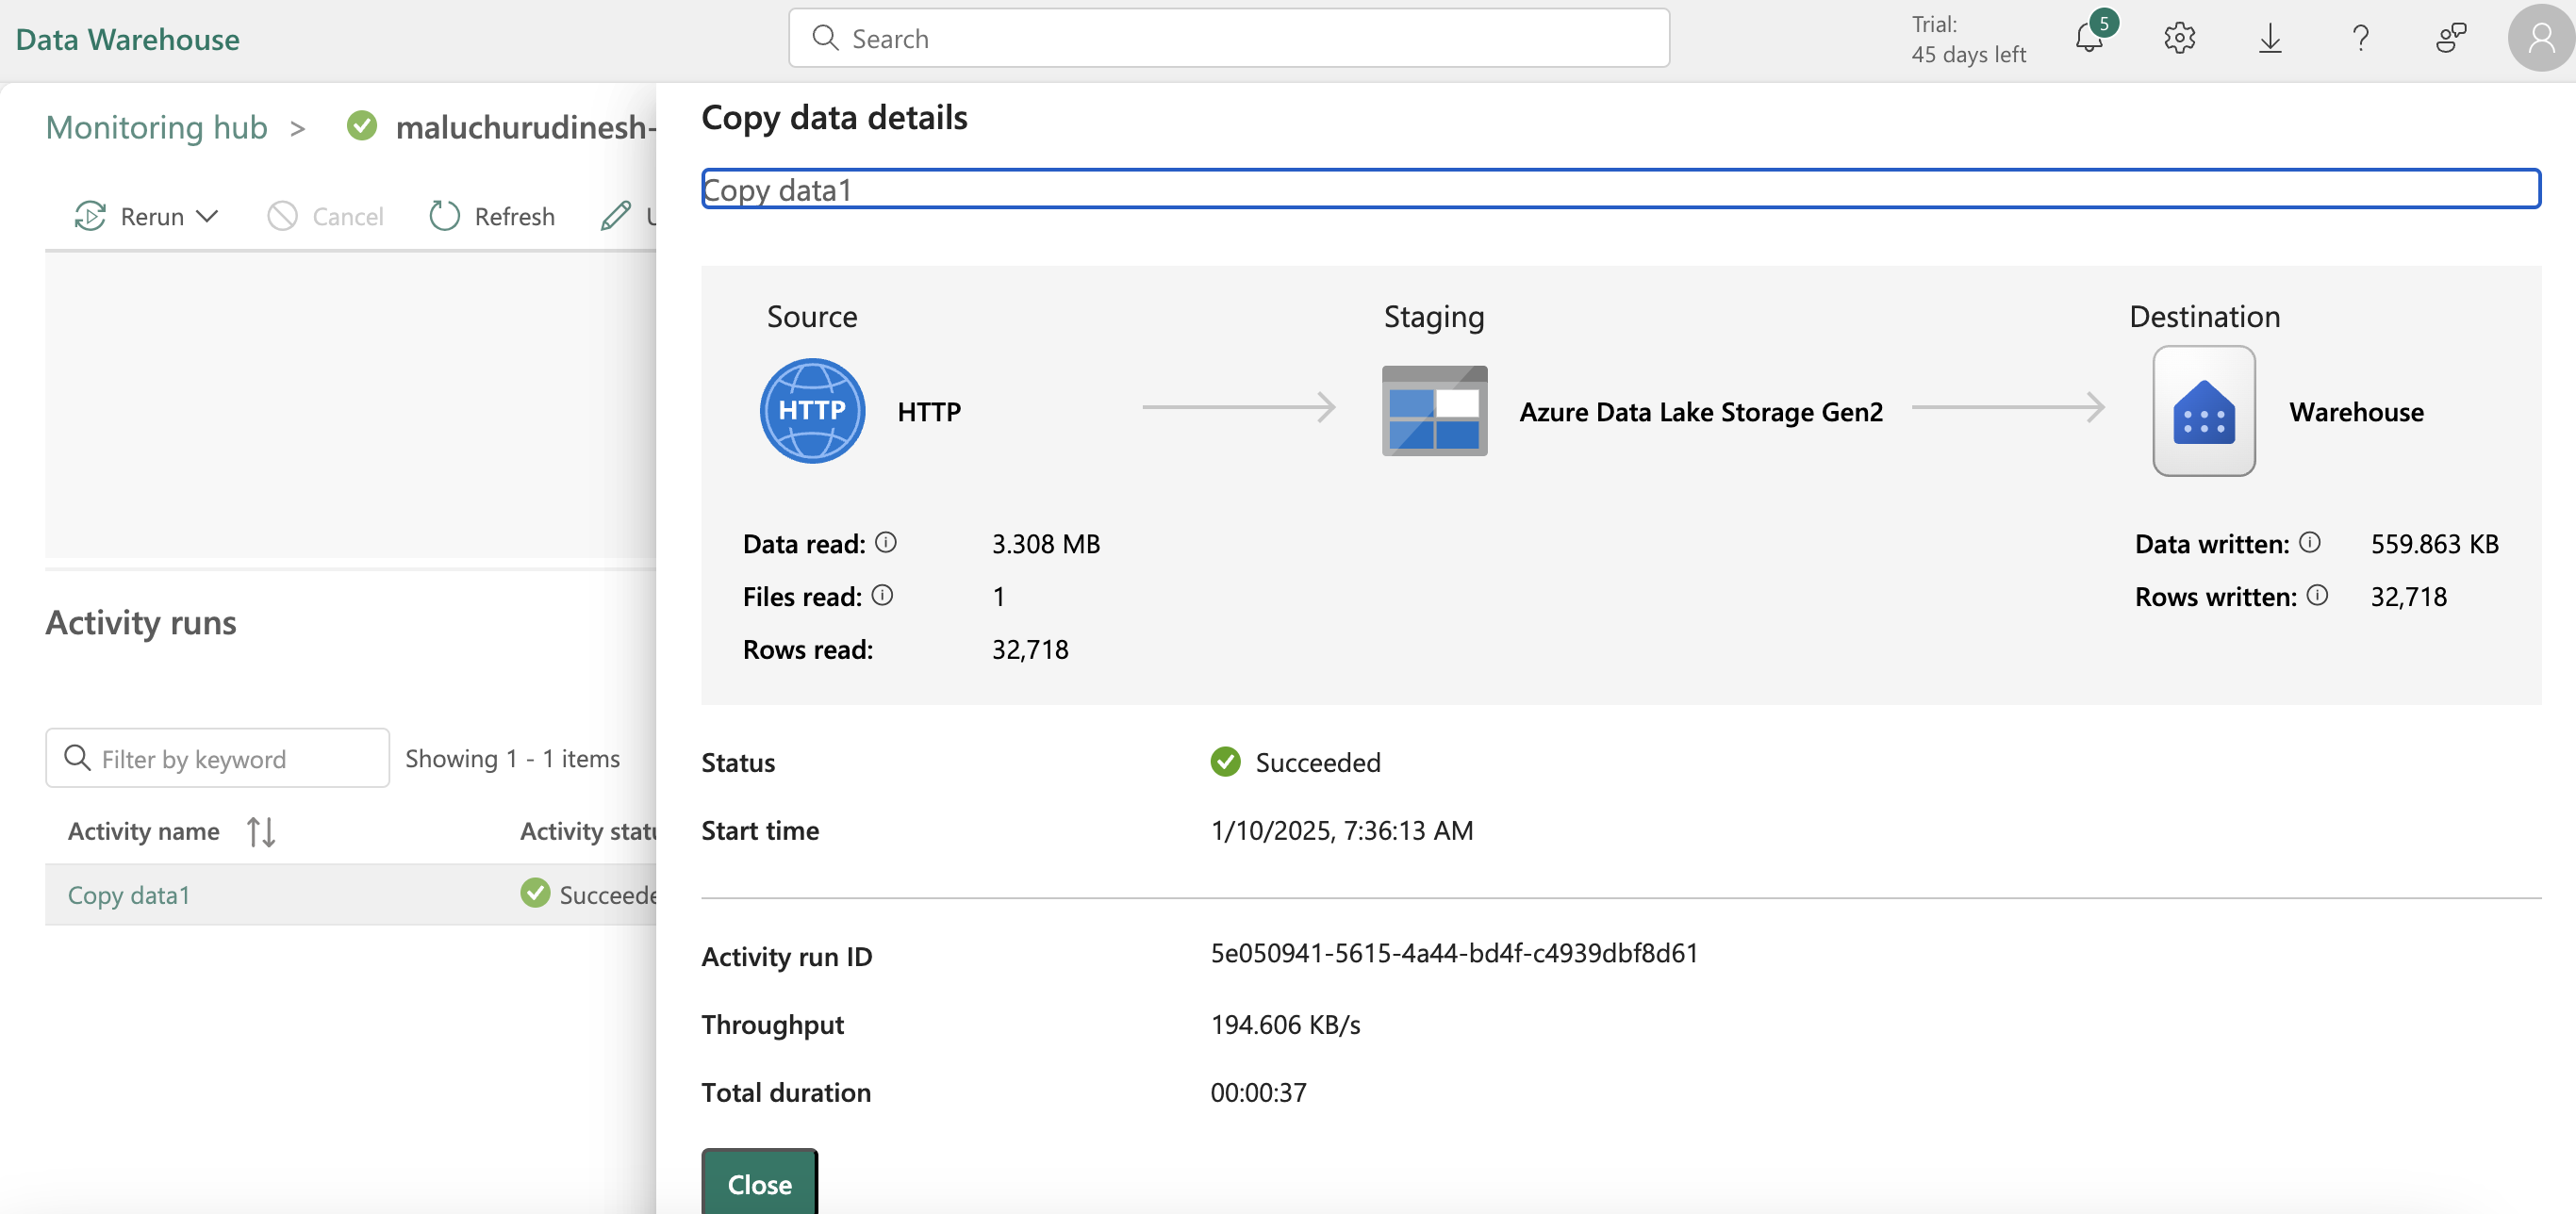 Data Warehouse
Search
Trial:
45 days left
5
Monitoring hub >
maluchurudinesh-
Rerun
Cancel
Refresh
Activity runs
Filter by keyword
Showing 1 - 1 items
Activity name
Activity statu
Copy data1
Succeede
Copy data details
Copy data1
Source
Staging
Destination
HTTP
HTTP
Azure Data Lake Storage Gen2
Warehouse
Data read:
3.308 MB
Data written:
559.863 KB
Files read:
1
Rows written:
32,718
Rows read:
32,718
Status
Succeeded
Start time
1/10/2025, 7:36:13 AM
Activity run ID
5e050941-5615-4a44-bd4f-c4939dbf8d61
Throughput
194.606 KB/s
Total duration
00:00:37
Close